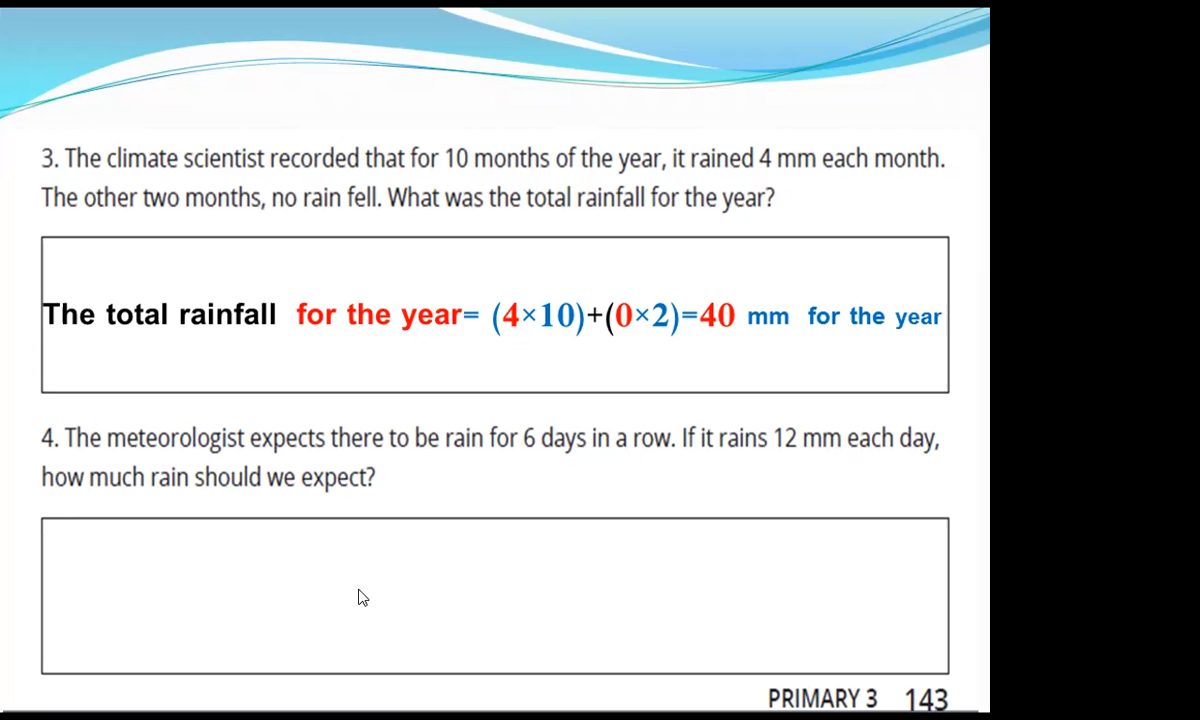 3. The climate scientist recorded that for 10 months of the year, it rained 4 mm each month.
The other two months, no rain fell. What was the total rainfall for the year?
The total rainfall for the year= (4×10)+(0×2)=40 mm for the year
4. The meteorologist expects there to be rain for 6 days in a row. If it rains 12 mm each day,
how much rain should we expect?
PRIMARY 3 143